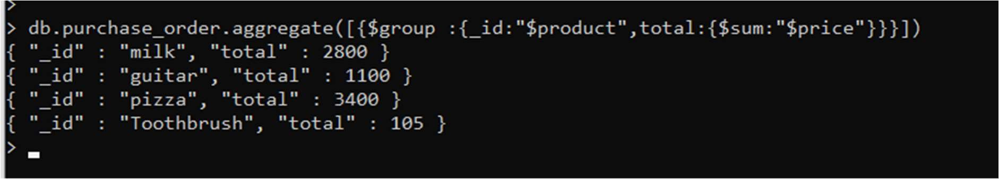 >
> db.purchase_order.aggregate([{$group :{_id:"$product",total:{$sum:"$price"}}}])
{ "_id" : "milk", "total" : 2800 }
{ "_id" : "guitar", "total" : 1100 }
{ "_id" : "pizza", "total" : 3400 }
{ "_id" : "Toothbrush", "total" : 105 }
>